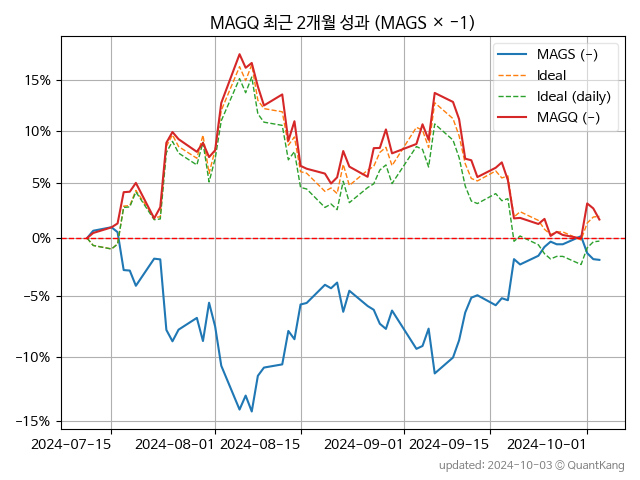 MAGQ 최근 2개월 성과 (MAGS × −1)
MAGS (-)
Ideal
Ideal (daily)
MAGQ (-)
15%
10%
5%
0%
−5%
−10%
−15%
2024-07-15
2024-08-01
2024-08-15
2024-09-01
2024-09-15
2024-10-01
updated: 2024-10-03 © QuantKang